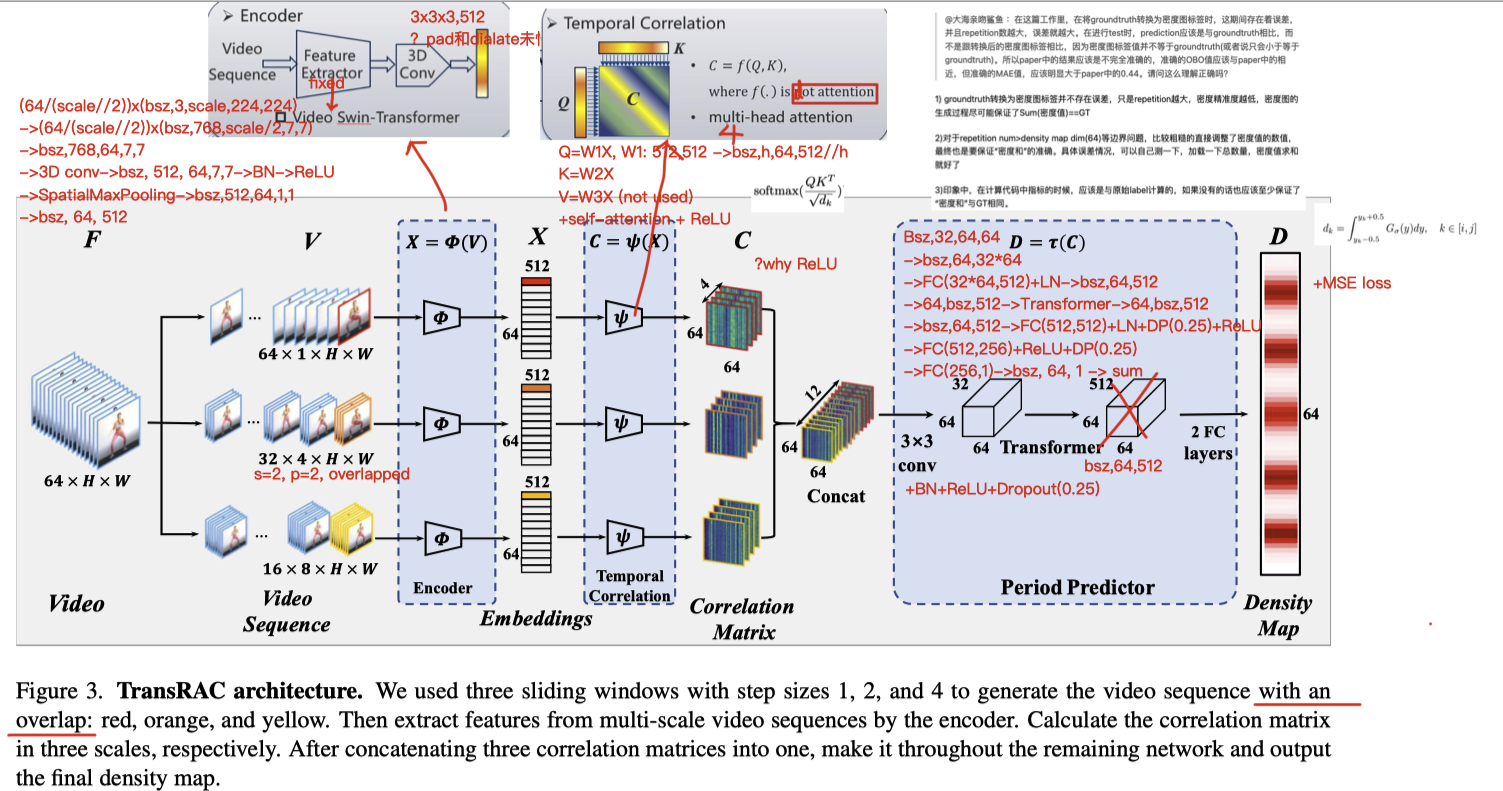 ➢ Encoder
3x3x3,512
? pad和dialate未
Video
Sequence
Feature
Extractor
fixed
3D
Conv
Video Swin-Transformer
➢ Temporal Correlation
K
Q
C
• C = f(Q, K),
where f(.) is not attention
• multi-head attention
4
@大海亲吻鲨鱼： 在这篇工作里，在将groundtruth转换为密度图标签时，这期间存在着误差，
并且repetition数越大，误差就越大。在进行test时，prediction应该是与groundtruth相比，而
不是跟转换后的密度图标签相比，因为密度图标签值并不等于groundtruth(或者说只会小于等于
groundtruth)。所以paper中的结果应该是不完全准确的，准确的OBO值应该与paper中的相
近，但准确的MAE值，应该明显大于paper中的0.44。请问这么理解正确吗?
1) groundtruth转换为密度图标签并不存在误差，只是repetition越大，密度精准度越低，密度图的
生成过程尽可能保证了Sum(密度值)==GT
2)对于repetition num>density map dim(64)等边界问题，比较粗糙的直接调整了密度值的数值，
最终也是要保证"密度和"的准确。具体误差情况，可以自己测一下，加载一下总数量，密度值求和
就好了
3)印象中，在计算代码中指标的时候，应该是与原始label计算的，如果没有的话也应该至少保证了
"密度和"与GT相同。
(64/(scale//2))x(bsz,3,scale,224,224)
->(64/(scale//2))x(bsz,768,scale/2,7,7)
->bsz,768,64,7,7
->3D conv->bsz, 512, 64,7,7->BN->ReLU
->SpatialMaxPooling->bsz,512,64,1,1
->bsz, 64, 512
Q=W1X, W1: 512,512 ->bsz,h,64,512//h
K=W2X
V=W3X (not used)
+self-attention + ReLU
softmax(QK^T/√d_k)
d_k = ∫_{y_k−0.5}^{y_k+0.5} G_σ(y)dy, k ∈ [i, j]
F
V
X = Φ(V)
X
C = ψ(X)
C
?why ReLU
D = τ(C)
D
Bsz,32,64,64
->bsz,64,32*64
->FC(32*64,512)+LN->bsz,64,512
->64,bsz,512->Transformer->64,bsz,512
->bsz,64,512->FC(512,512)+LN+DP(0.25)+ReLU
->FC(512,256)+ReLU+DP(0.25)
->FC(256,1)->bsz, 64, 1 -> sum
+MSE loss
...
64 × 1 × H × W
Φ
512
64
ψ
4
64
64
64 × H × W
...
32 × 4 × H × W
s=2, p=2, overlapped
Φ
512
64
ψ
12
64
64
Concat
3×3
conv
+BN+ReLU+Dropout(0.25)
32
64
64
Transformer
512
64
64
bsz,64,512
2 FC
layers
64
...
16 × 8 × H × W
Φ
512
64
ψ
Video
Video
Sequence
Encoder
Embeddings
Temporal
Correlation
Correlation
Matrix
Period Predictor
Density
Map
Figure 3. TransRAC architecture. We used three sliding windows with step sizes 1, 2, and 4 to generate the video sequence with an
overlap: red, orange, and yellow. Then extract features from multi-scale video sequences by the encoder. Calculate the correlation matrix
in three scales, respectively. After concatenating three correlation matrices into one, make it throughout the remaining network and output
the final density map.